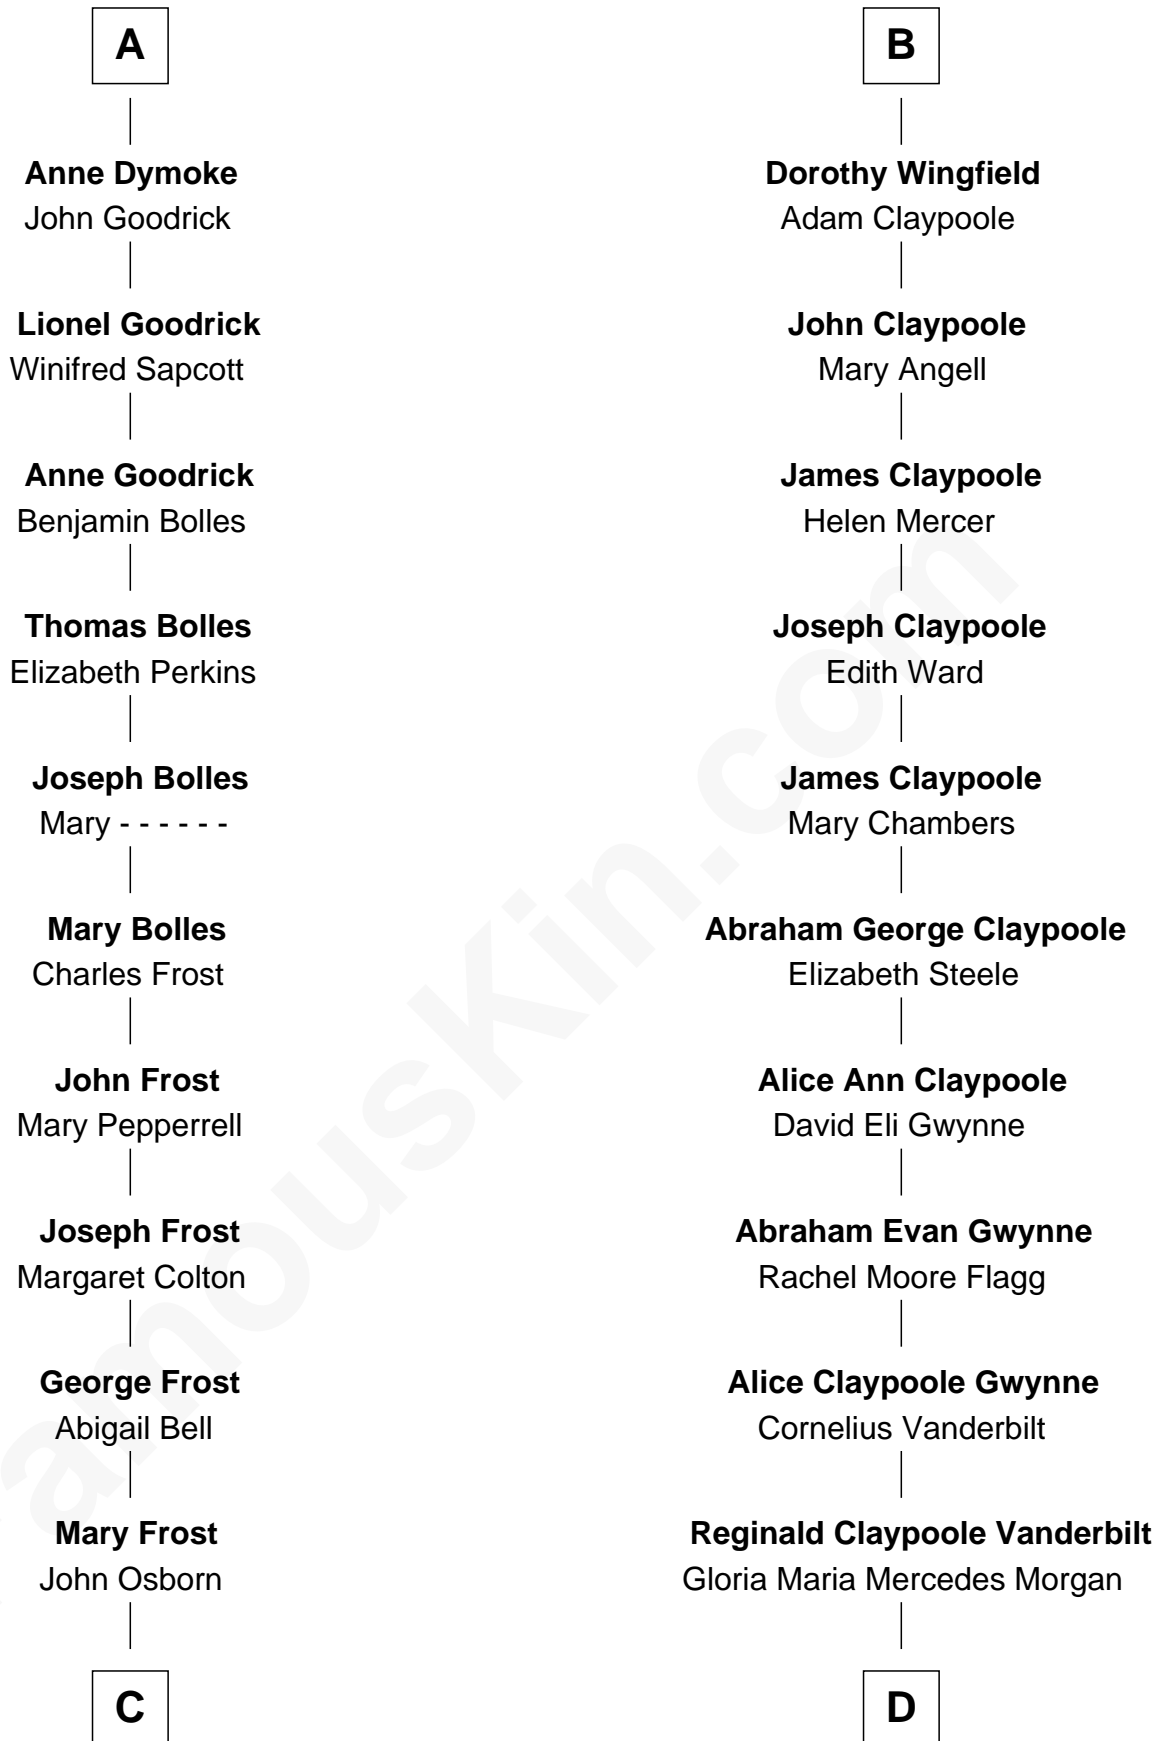 A
B
Anne Dymoke
John Goodrick
Dorothy Wingfield
Adam Claypoole
Lionel Goodrick
Winifred Sapcott
John Claypoole
Mary Angell
Anne Goodrick
Benjamin Bolles
James Claypoole
Helen Mercer
Thomas Bolles
Elizabeth Perkins
Joseph Claypoole
Edith Ward
Joseph Bolles
Mary - - - - - -
James Claypoole
Mary Chambers
Mary Bolles
Charles Frost
Abraham George Claypoole
Elizabeth Steele
John Frost
Mary Pepperrell
Alice Ann Claypoole
David Eli Gwynne
Joseph Frost
Margaret Colton
Abraham Evan Gwynne
Rachel Moore Flagg
George Frost
Abigail Bell
Alice Claypoole Gwynne
Cornelius Vanderbilt
Mary Frost
John Osborn
Reginald Claypoole Vanderbilt
Gloria Maria Mercedes Morgan
C
D
amouskin.com